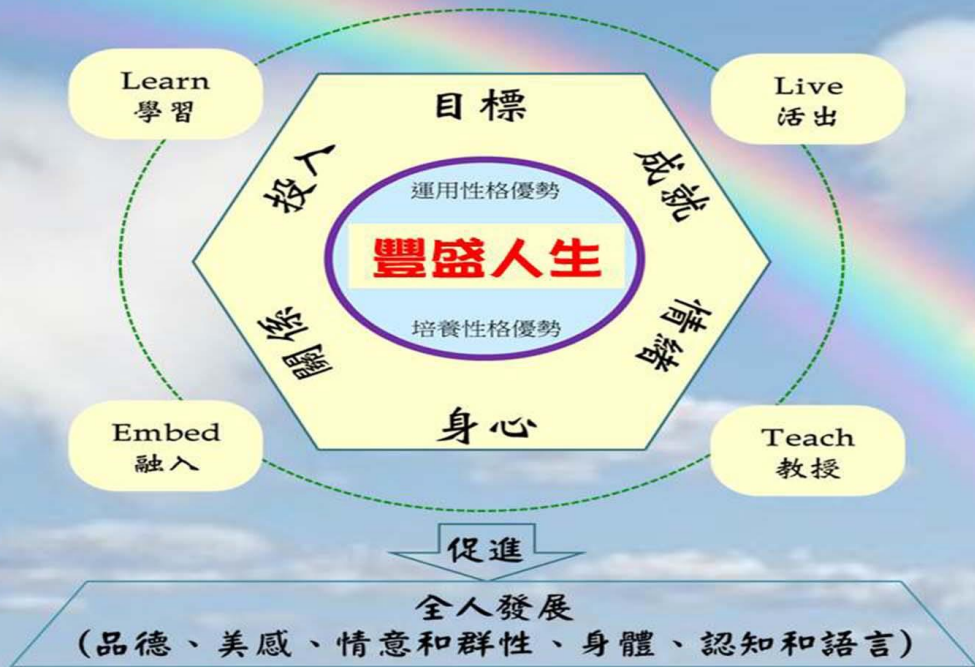 Learn
學習
Live
活出
目標
投入
成就
運用性格優勢
豐盛人生
培養性格優勢
關係
情緒
身心
Embed
融入
Teach
教授
促進
全人發展
(品德、美感、情意和群性、身體、認知和語言)